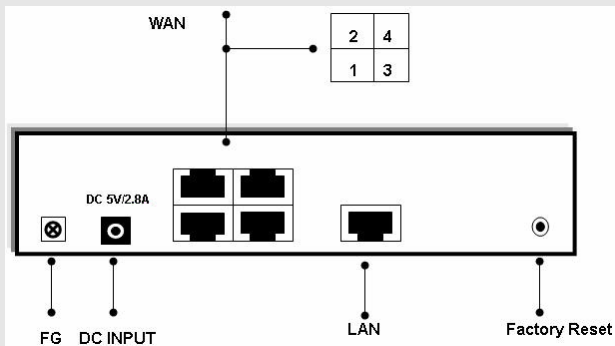 WAN
2 4
1 3
DC 5V/2.8A
FG
DC INPUT
LAN
Factory Reset